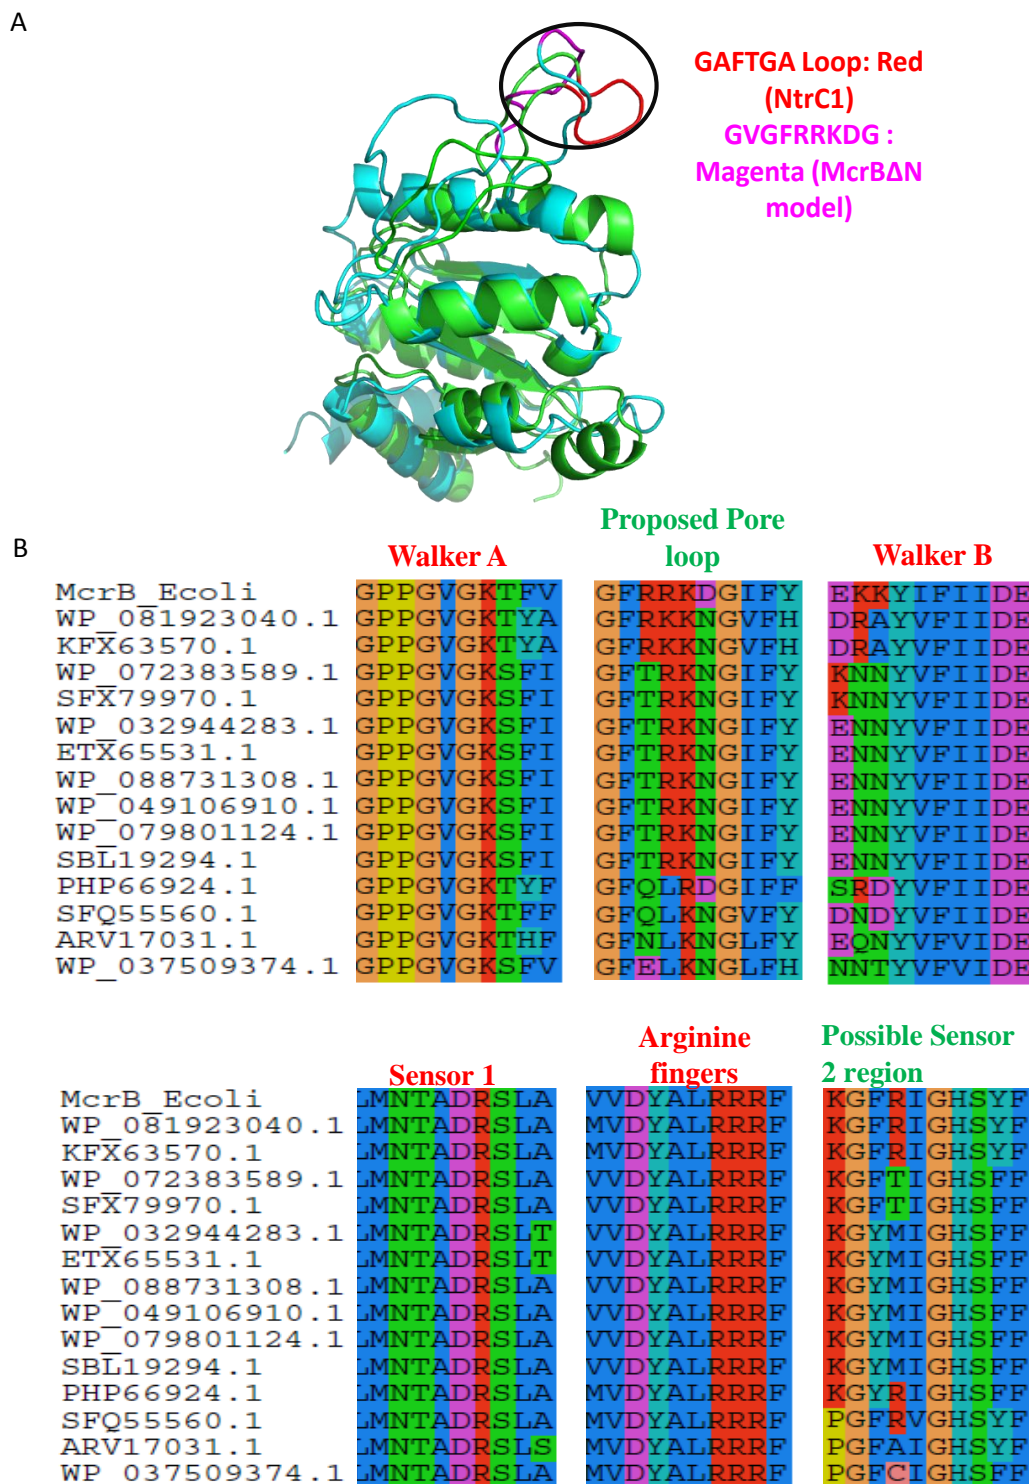 A
GAFTGA Loop: Red
(NtrC1)
GVGFRRKDG :
Magenta (McrBΔN
model)
B
Walker A
Proposed Pore
loop
Walker B
McrB_Ecoli GPPGVGKTFV GFRRKDGIFY EKKYIFIIDE
WP_081923040.1 GPPGVGKTYA GFRKKNGVFH DRAYVFIIDE
KFX63570.1 GPPGVGKTYA GFRKKNGVFH DRAYVFIIDE
WP_072383589.1 GPPGVGKSFI GFTRKNGIFY KNNYVFIIDE
SFX79970.1 GPPGVGKSFI GFTRKNGIFY KNNYVFIIDE
WP_032944283.1 GPPGVGKSFI GFTRKNGIFY ENNYVFIIDE
ETX65531.1 GPPGVGKSFI GFTRKNGIFY ENNYVFIIDE
WP_088731308.1 GPPGVGKSFI GFTRKNGIFY ENNYVFIIDE
WP_049106910.1 GPPGVGKSFI GFTRKNGIFY ENNYVFIIDE
WP_079801124.1 GPPGVGKSFI GFTRKNGIFY ENNYVFIIDE
SBL19294.1 GPPGVGKSFI GFTRKNGIFY ENNYVFIIDE
PHP66924.1 GPPGVGKTYF GFQLRDGIFF SRDYVFIIDE
SFQ55560.1 GPPGVGKTFF GFQLKNGVFY DNDYVFIIDE
ARV17031.1 GPPGVGKTHF GFNLKNGLFY EQNYVFVIDE
WP_037509374.1 GPPGVGKSFV GFELKNGLFH NNTYVFVIDE
Sensor 1
Arginine
fingers
Possible Sensor
2 region
McrB_Ecoli LMNTADRSLA VVDYALRRRF KGFRIGHSYF
WP_081923040.1 LMNTADRSLA MVDYALRRRF KGFRIGHSYF
KFX63570.1 LMNTADRSLA MVDYALRRRF KGFRIGHSYF
WP_072383589.1 LMNTADRSLA VVDYALRRRF KGFTIGHSFF
SFX79970.1 LMNTADRSLA VVDYALRRRF KGFTIGHSFF
WP_032944283.1 LMNTADRSLT VVDYALRRRF KGYMIGHSFF
ETX65531.1 LMNTADRSLT VVDYALRRRF KGYMIGHSFF
WP_088731308.1 LMNTADRSLA VVDYALRRRF KGYMIGHSFF
WP_049106910.1 LMNTADRSLA VVDYALRRRF KGYMIGHSFF
WP_079801124.1 LMNTADRSLA VVDYALRRRF KGYMIGHSFF
SBL19294.1 LMNTADRSLA VVDYALRRRF KGYMIGHSFF
PHP66924.1 LMNTADRSLA MVDYALRRRF KGYRIGHSFF
SFQ55560.1 LMNTADRSLA MVDYALRRRF PGFRVGHSYF
ARV17031.1 LMNTADRSLS MVDYALRRRF PGFAIGHSYF
WP_037509374.1 LMNTADRSLA MVDYALRRRF PGFCIGHSFF